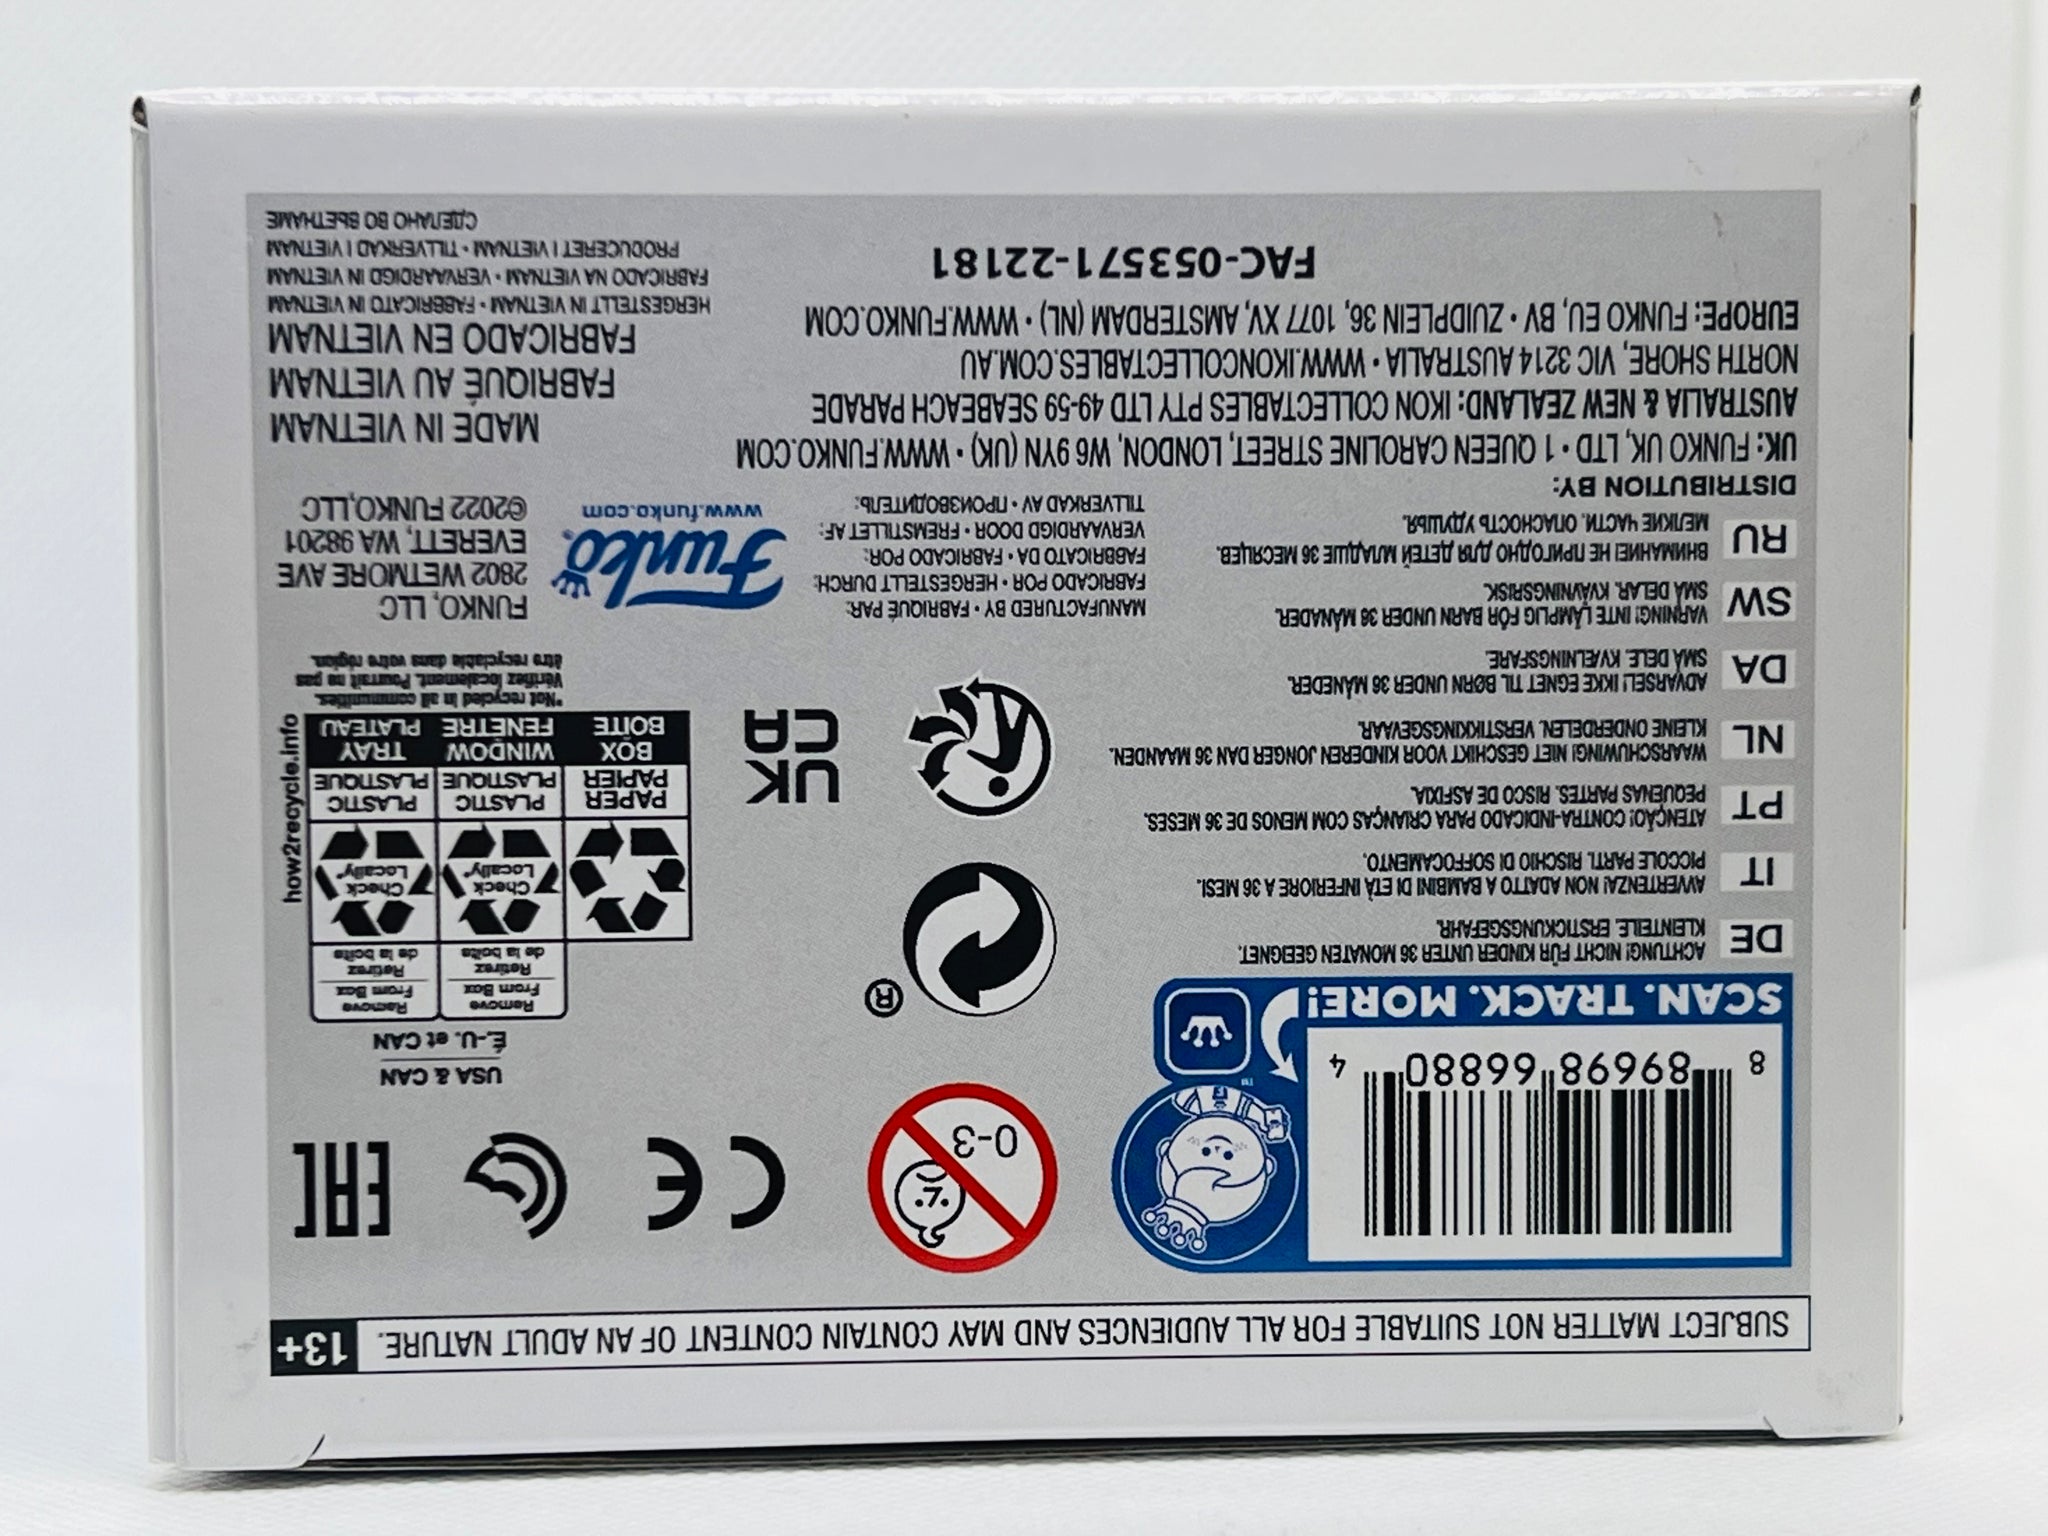 SUBJECT MATTER NOT SUITABLE FOR ALL AUDIENCES AND MAY CONTAIN CONTENT OF AN ADULT NATURE. 13+
8 89698 66880 4
SCAN. TRACK. MORE!
TM
0-3
USA & CAN
É.-U. et CAN
Remove
From Box
Retirez
de la boîte
Remove
From Box
Retirez
de la boîte
Check
Locally*
Check
Locally*
PAPER
PAPIER
PLASTIC
PLASTIQUE
PLASTIC
PLASTIQUE
BOX
BOÎTE
WINDOW
FENÊTRE
TRAY
PLATEAU
how2recycle.info
*Not recycled in all communities.
Vérifiez localement. Pourrait ne pas
être recyclable dans votre région.
®
UK
CA
CE
EAC
DE
ACHTUNG! NICHT FÜR KINDER UNTER 36 MONATEN GEEIGNET.
KLEINTEILE. ERSTICKUNGSGEFAHR.
IT
AVVERTENZA! NON ADATTO A BAMBINI DI ETÀ INFERIORE A 36 MESI.
PICCOLE PARTI. RISCHIO DI SOFFOCAMENTO.
PT
ATENÇÃO! CONTRA-INDICADO PARA CRIANÇAS COM MENOS DE 36 MESES.
PEQUENAS PARTES. RISCO DE ASFIXIA.
NL
WAARSCHUWING! NIET GESCHIKT VOOR KINDEREN JONGER DAN 36 MAANDEN.
KLEINE ONDERDELEN. VERSTIKKINGSGEVAAR.
DA
ADVARSEL! IKKE EGNET TIL BØRN UNDER 36 MÅNEDER.
SMÅ DELE. KVÆLNINGSFARE.
SW
VARNING! INTE LÄMPLIG FÖR BARN UNDER 36 MÅNADER.
SMÅ DELAR. KVÄVNINGSRISK.
RU
ВНИМАНИЕ! НЕ ПРИГОДНО ДЛЯ ДЕТЕЙ МЛАДШЕ 36 МЕСЯЦЕВ.
МЕЛКИЕ ЧАСТИ. ОПАСНОСТЬ УДУШЬЯ.
MANUFACTURED BY • FABRIQUÉ PAR:
FABRICADO POR • HERGESTELLT DURCH:
FABBRICATO DA • FABRICADO POR:
VERVAARDIGD DOOR • FREMSTILLET AF:
TILLVERKAD AV • ПРОИЗВОДИТЕЛЬ:
Funko
www.funko.com
FUNKO, LLC
2802 WETMORE AVE
EVERETT, WA 98201
©2022 FUNKO,LLC
DISTRIBUTION BY:
UK: FUNKO UK, LTD • 1 QUEEN CAROLINE STREET, LONDON, W6 9YN (UK) • WWW.FUNKO.COM
AUSTRALIA & NEW ZEALAND: IKON COLLECTABLES PTY LTD 49-59 SEABEACH PARADE
NORTH SHORE, VIC 3214 AUSTRALIA • WWW.IKONCOLLECTABLES.COM.AU
EUROPE: FUNKO EU, BV • ZUIDPLEIN 36, 1077 XV, AMSTERDAM (NL) • WWW.FUNKO.COM
FAC-053571-22181
MADE IN VIETNAM
FABRIQUÉ AU VIETNAM
FABRICADO EN VIETNAM
HERGESTELLT IN VIETNAM • FABBRICATO IN VIETNAM
FABRICADO NA VIETNAM • VERVAARDIGD IN VIETNAM
PRODUCERET I VIETNAM • TILLVERKAD I VIETNAM
СДЕЛАНО ВО ВЬЕТНАМЕ